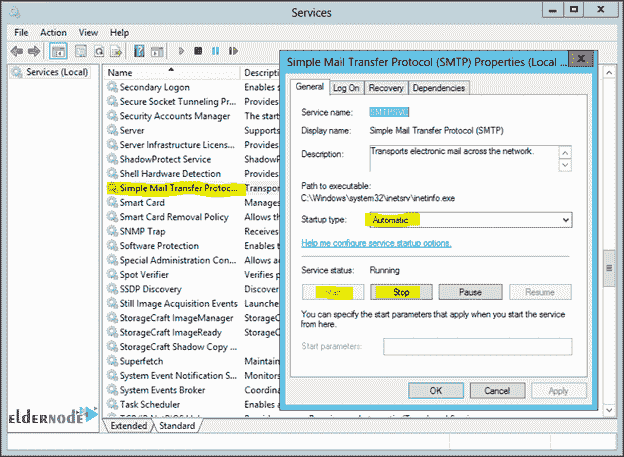 Services
File Action View Help
Services (Local)
Name Descripti
Secondary Logon Enables s
Secure Socket Tunneling Pr... Provides
Security Accounts Manager The start
Server Supports
Server Infrastructure Licens... Provides
ShadowProtect Service ShadowP
Shell Hardware Detection Provides
Simple Mail Transfer Protoc... Transpor
Smart Card Manages
Smart Card Removal Policy Allows th
SNMP Trap Receives
Software Protection Enables t
Special Administration Con... Allows ad
Spot Verifier Verifies p
SSDP Discovery Discovers
Still Image Acquisition Events Launches
StorageCraft ImageManager StorageC
StorageCraft ImageReady StorageC
StorageCraft Shadow Copy ...
Superfetch Maintain
System Event Notification S... Monitors
System Events Broker Coordina
Task Scheduler Enables a
Extended Standard
Simple Mail Transfer Protocol (SMTP) Properties (Local ...
General Log On Recovery Dependencies
Service name: SMTPSVC
Display name: Simple Mail Transfer Protocol (SMTP)
Description: Transports electronic mail across the network.
Path to executable:
C:\Windows\system32\inetsrv\inetinfo.exe
Startup type: Automatic
Help me configure service startup options.
Service status: Running
Start Stop Pause Resume
You can specify the start parameters that apply when you start the service
from here.
Start parameters:
OK Cancel Apply
ELDERNODE